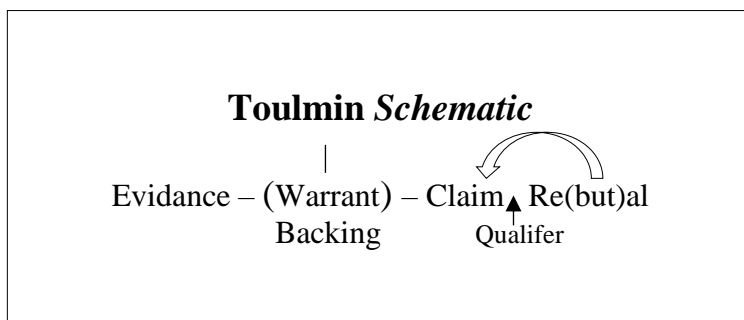 Toulmin Schematic
Evidance – (Warrant) – Claim Re(but)al
Backing Qualifer